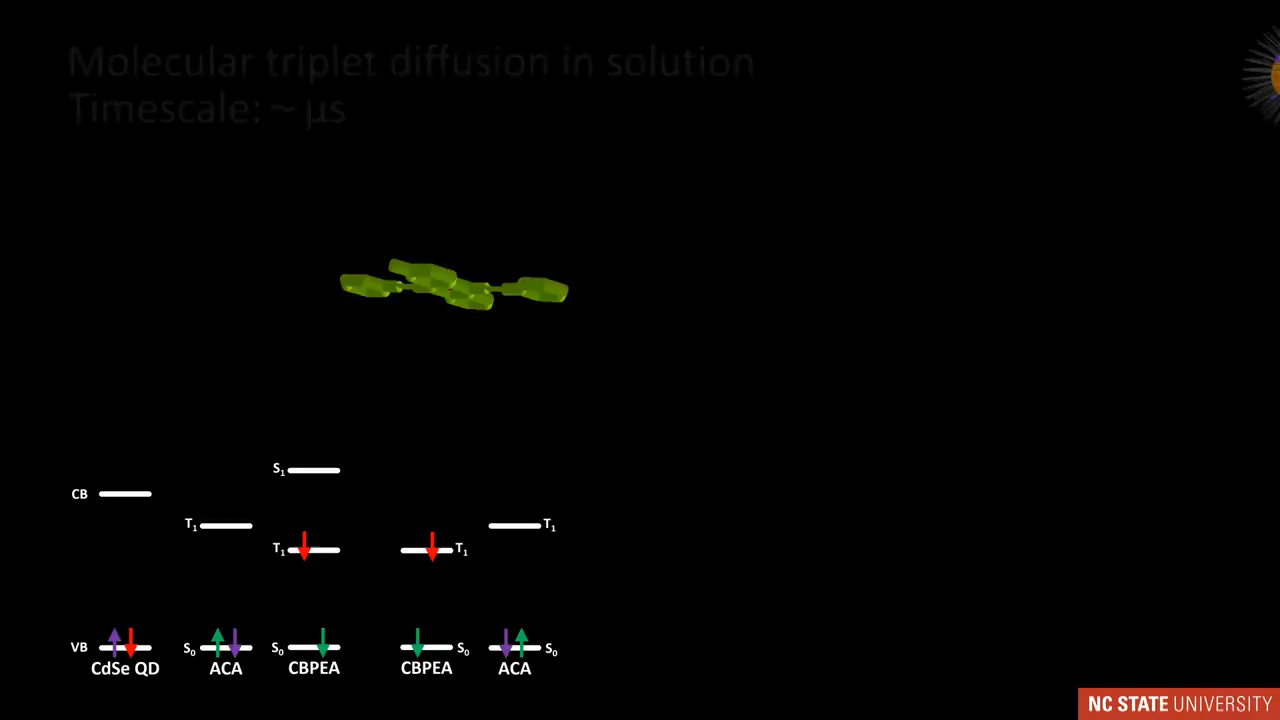 Molecular triplet diffusion in solution
Timescale: ~ μs
S1
CB
T1
T1
T1
T1
VB
S0
S0
S0
S0
CdSe QD
ACA
CBPEA
CBPEA
ACA
NC STATE UNIVERSITY